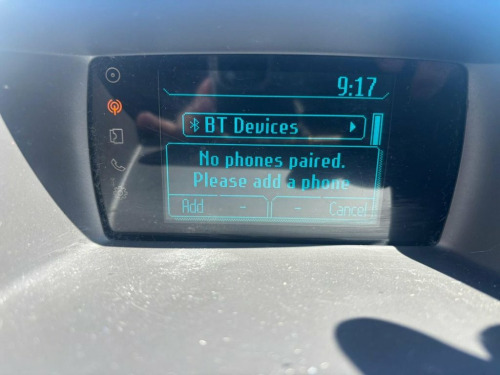 9:17
BT Devices
No phones paired.
Please add a phone
Add - - Cancel